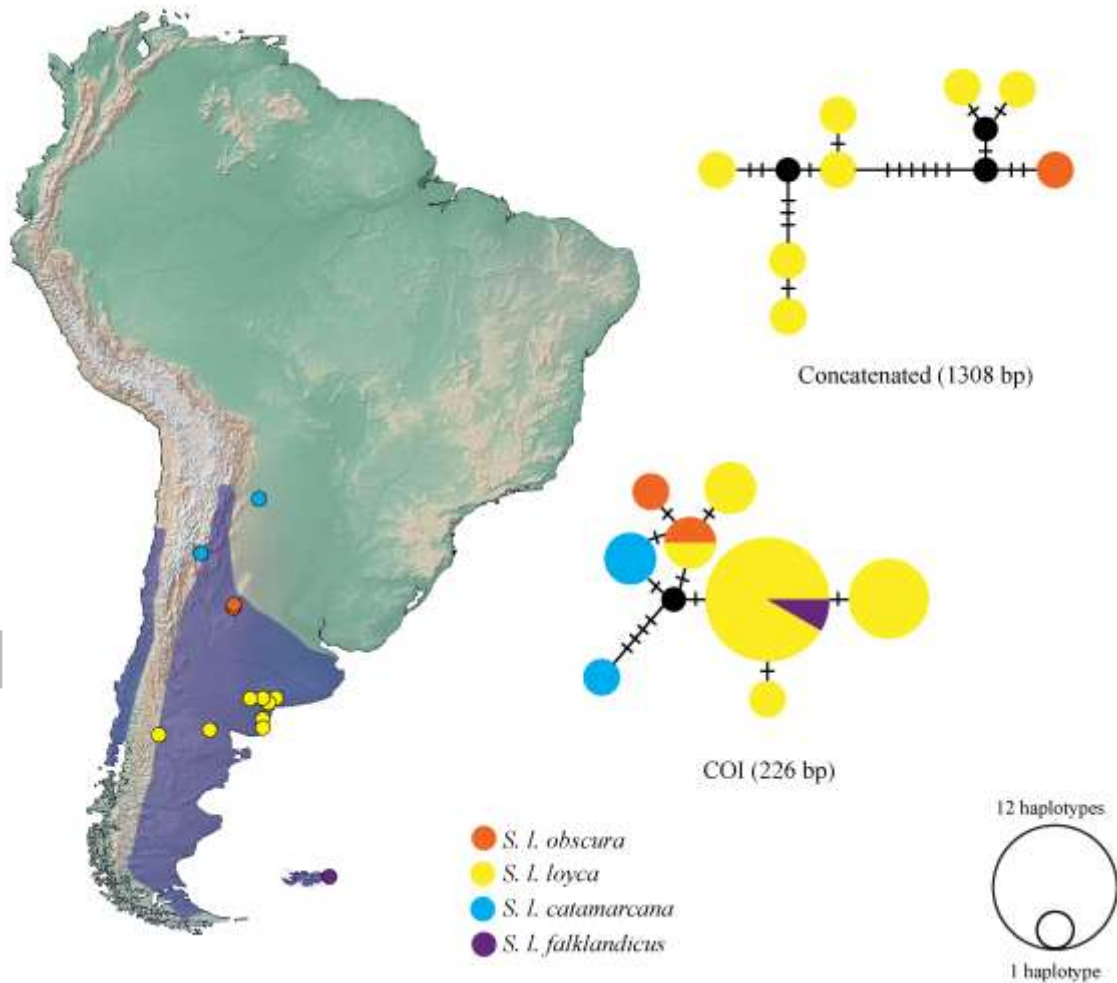 Concatenated (1308 bp)
COI (226 bp)
S. l. obscura
S. l. loyca
S. l. catamarcana
S. l. falklandicus
12 haplotypes
1 haplotype